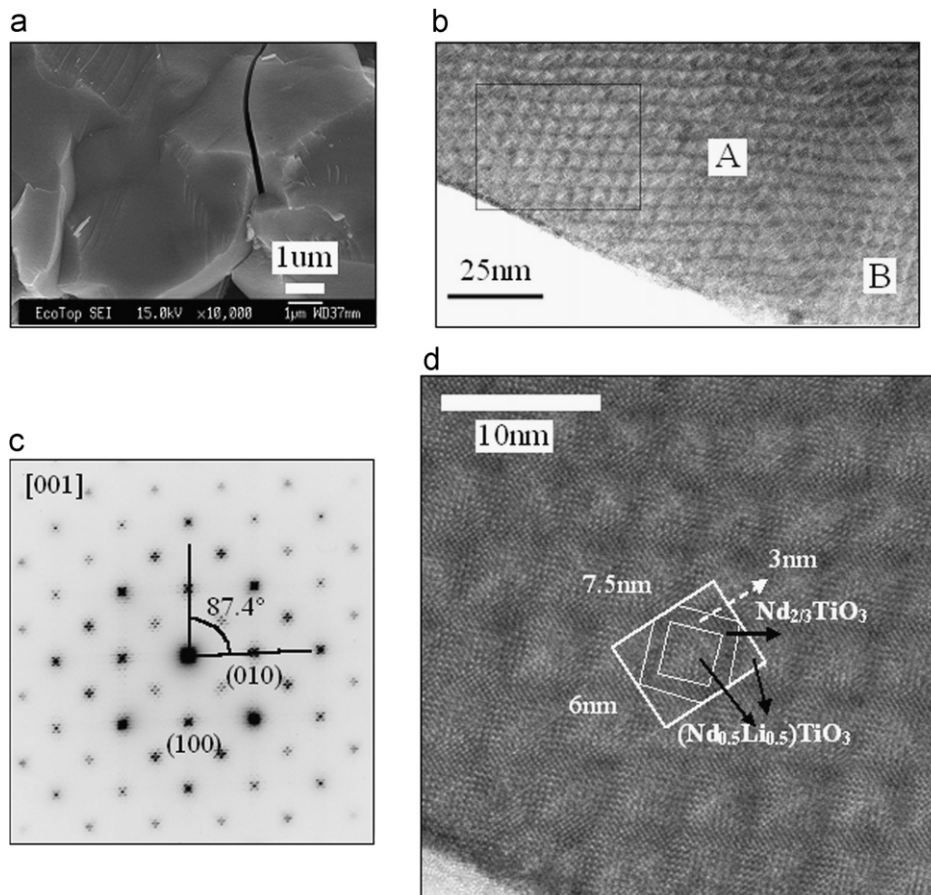 a
1um
EcoTop SEI 15.0kV ×10,000 1μm WD37mm
b
A
B
25nm
c
[001]
87.4°
(010)
(100)
d
10nm
3nm
7.5nm
Nd2/3TiO3
6nm
(Nd0.5Li0.5)TiO3